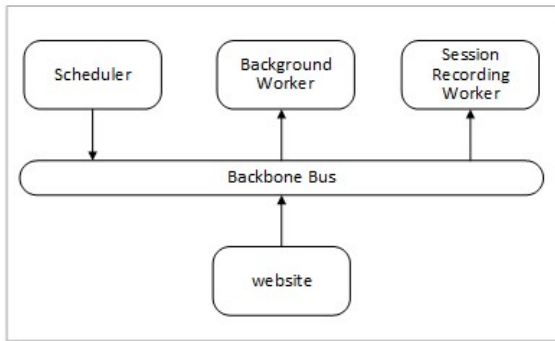 Scheduler
Background
Worker
Session
Recording
Worker
Backbone Bus
website